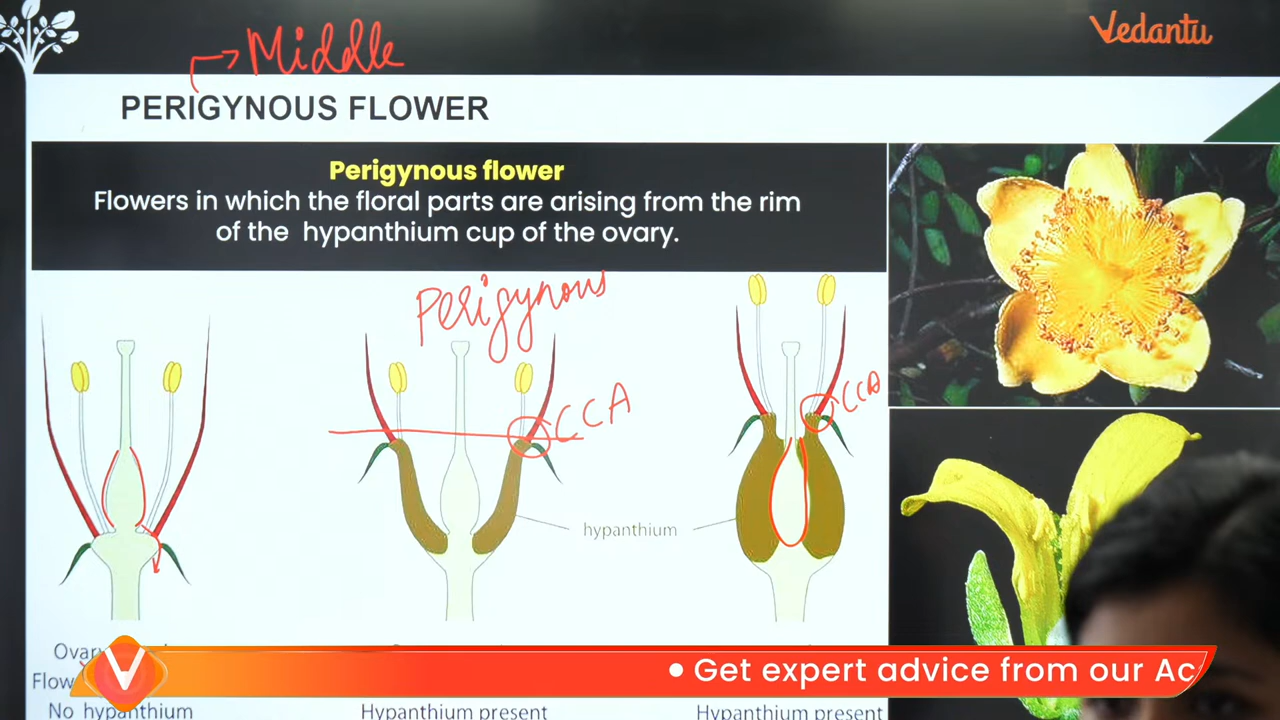 Middle
Vedantu
PERIGYNOUS FLOWER
Perigynous flower
Flowers in which the floral parts are arising from the rim
of the hypanthium cup of the ovary.
Perigynous
CCA
CCA
hypanthium
V
Get expert advice from our Ac
No hypanthium
Hypanthium present
Hypanthium present